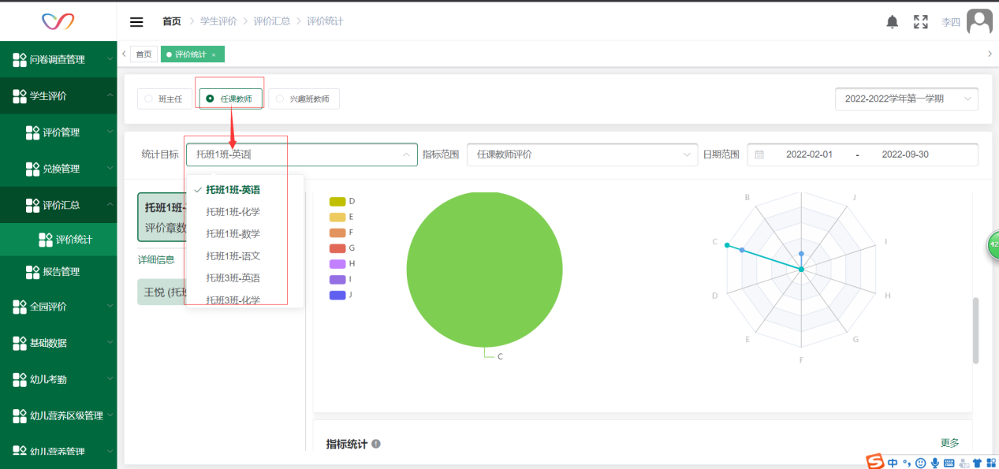 首页 学生评价 评价汇总 评价统计
李四
问卷调查管理
学生评价
评价管理
兑换管理
评价汇总
评价统计
报告管理
全园评价
基础数据
幼儿考勤
幼儿营养区级管理
幼儿营养管理
首页 评价统计 ×
班主任 任课教师 兴趣班教师
2022-2022学年第一学期
统计目标 托班1班-英语 指标范围 任课教师评价 日期范围 2022-02-01 - 2022-09-30
托班1班-英语
托班1班-化学
托班1班-数学
托班1班-语文
托班3班-英语
托班3班-化学
托班1班-
评价章数
详细信息
王悦 (托班
D
E
F
G
H
I
J
C
B
J
C
I
D
H
E
G
F
指标统计
更多
42
中